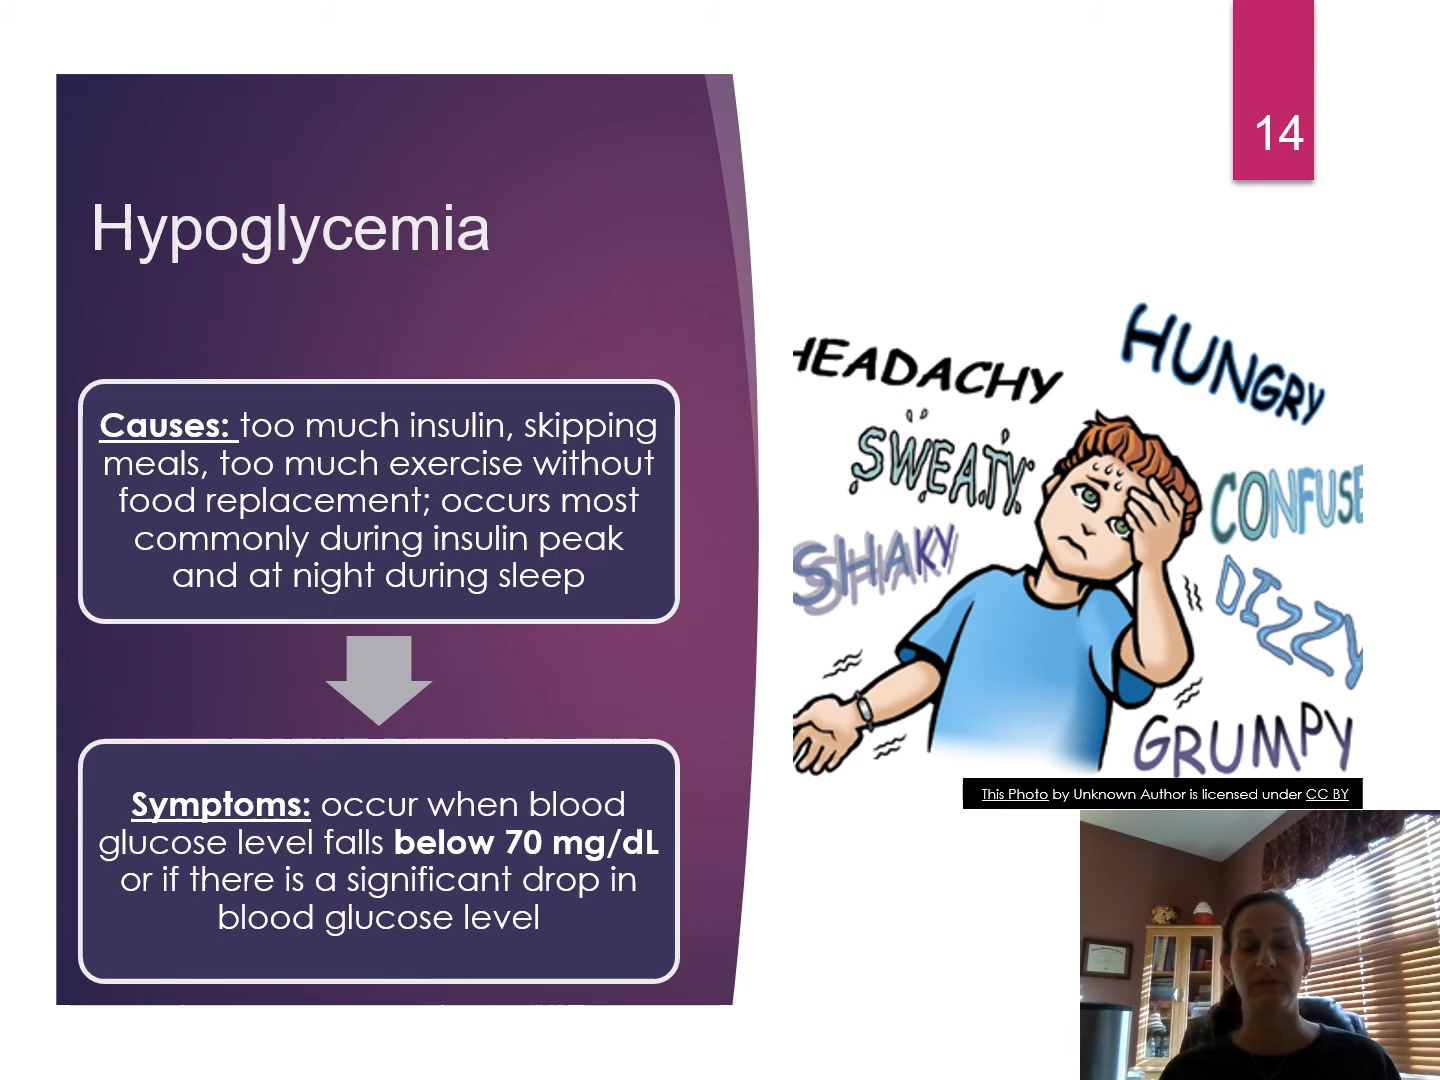 14
Hypoglycemia
Causes: too much insulin, skipping
meals, too much exercise without
food replacement; occurs most
commonly during insulin peak
and at night during sleep
Symptoms: occur when blood
glucose level falls below 70 mg/dL
or if there is a significant drop in
blood glucose level
HEADACHY
HUNGRY
SWEATY
CONFUSE
SHAKY
DIZZY
GRUMPY
This Photo by Unknown Author is licensed under CC BY